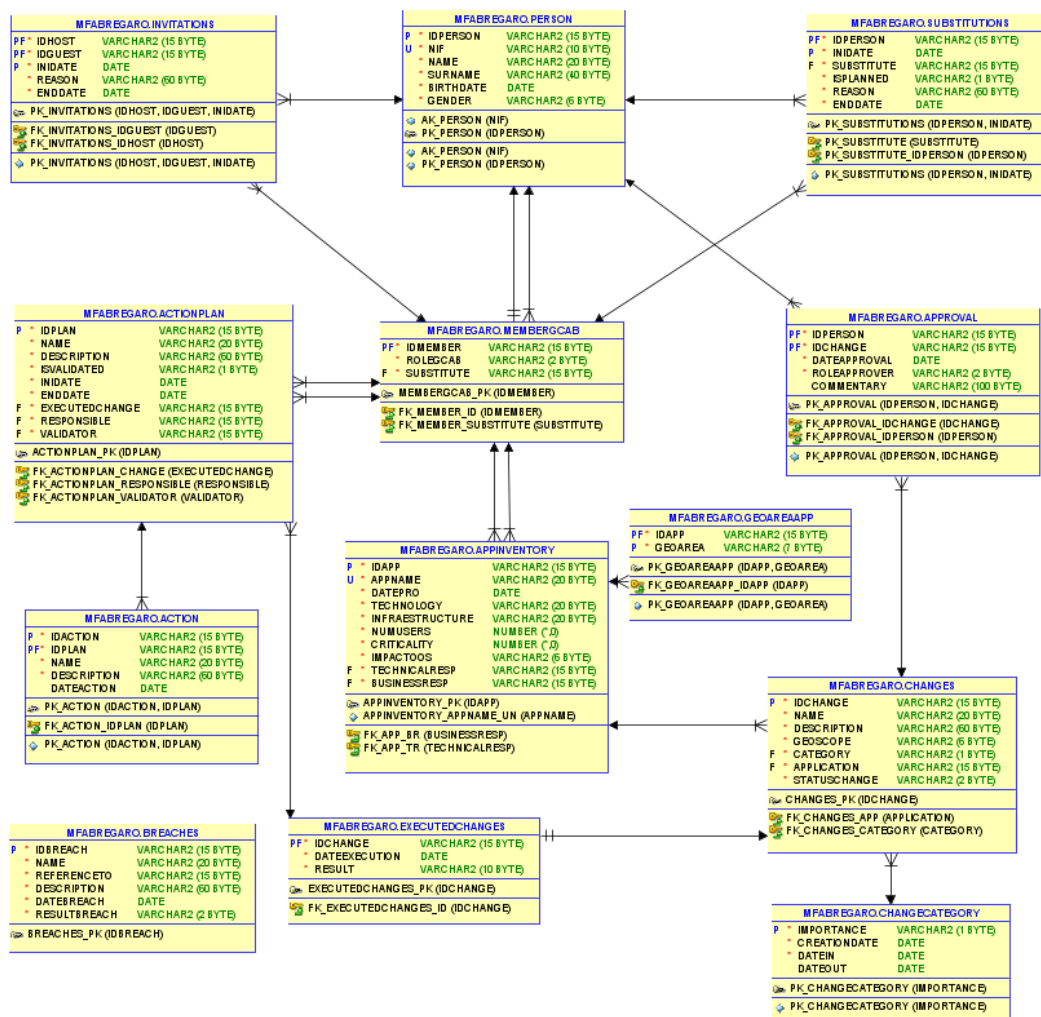 MFABREGARO.INVITATIONS
PF * IDHOST VARCHAR2 (15 BYTE)
PF * IDGUEST VARCHAR2 (15 BYTE)
P * INIDATE DATE
* REASON VARCHAR2 (60 BYTE)
* ENDDATE DATE
PK_INVITATIONS (IDHOST, IDGUEST, INIDATE)
FK_INVITATIONS_IDGUEST (IDGUEST)
FK_INVITATIONS_IDHOST (IDHOST)
PK_INVITATIONS (IDHOST, IDGUEST, INIDATE)
MFABREGARO.PERSON
P * IDPERSON VARCHAR2 (15 BYTE)
U * NIF VARCHAR2 (10 BYTE)
* NAME VARCHAR2 (20 BYTE)
* SURNAME VARCHAR2 (40 BYTE)
* BIRTHDATE DATE
* GENDER VARCHAR2 (6 BYTE)
AK_PERSON (NIF)
PK_PERSON (IDPERSON)
AK_PERSON (NIF)
PK_PERSON (IDPERSON)
MFABREGARO.SUBSTITUTIONS
PF * IDPERSON VARCHAR2 (15 BYTE)
P * INIDATE DATE
F * SUBSTITUTE VARCHAR2 (15 BYTE)
* ISPLANNED VARCHAR2 (1 BYTE)
* REASON VARCHAR2 (60 BYTE)
* ENDDATE DATE
PK_SUBSTITUTIONS (IDPERSON, INIDATE)
PK_SUBSTITUTE (SUBSTITUTE)
PK_SUBSTITUTE_IDPERSON (IDPERSON)
PK_SUBSTITUTIONS (IDPERSON, INIDATE)
MFABREGARO.ACTIONPLAN
P * IDPLAN VARCHAR2 (15 BYTE)
* NAME VARCHAR2 (20 BYTE)
* DESCRIPTION VARCHAR2 (60 BYTE)
* ISVALIDATED VARCHAR2 (1 BYTE)
* INIDATE DATE
* ENDDATE DATE
F * EXECUTEDCHANGE VARCHAR2 (15 BYTE)
F * RESPONSIBLE VARCHAR2 (15 BYTE)
F * VALIDATOR VARCHAR2 (15 BYTE)
ACTIONPLAN_PK (IDPLAN)
FK_ACTIONPLAN_CHANGE (EXECUTEDCHANGE)
FK_ACTIONPLAN_RESPONSIBLE (RESPONSIBLE)
FK_ACTIONPLAN_VALIDATOR (VALIDATOR)
MFABREGARO.MEMBERGCAB
PF * IDMEMBER VARCHAR2 (15 BYTE)
* ROLEGCAB VARCHAR2 (2 BYTE)
F * SUBSTITUTE VARCHAR2 (15 BYTE)
MEMBERGCAB_PK (IDMEMBER)
FK_MEMBER_ID (IDMEMBER)
FK_MEMBER_SUBSTITUTE (SUBSTITUTE)
MFABREGARO.APPROVAL
PF * IDPERSON VARCHAR2 (15 BYTE)
PF * IDCHANGE VARCHAR2 (15 BYTE)
* DATEAPPROVAL DATE
* ROLEAPPROVER VARCHAR2 (2 BYTE)
COMMENTARY VARCHAR2 (100 BYTE)
PK_APPROVAL (IDPERSON, IDCHANGE)
FK_APPROVAL_IDCHANGE (IDCHANGE)
FK_APPROVAL_IDPERSON (IDPERSON)
PK_APPROVAL (IDPERSON, IDCHANGE)
MFABREGARO.GEOAREAAPP
PF * IDAPP VARCHAR2 (15 BYTE)
P * GEOAREA VARCHAR2 (7 BYTE)
PK_GEOAREAAPP (IDAPP, GEOAREA)
FK_GEOAREAAPP_IDAPP (IDAPP)
PK_GEOAREAAPP (IDAPP, GEOAREA)
MFABREGARO.APPINVENTORY
P * IDAPP VARCHAR2 (15 BYTE)
U * APPNAME VARCHAR2 (20 BYTE)
* DATEPRO DATE
* TECHNOLOGY VARCHAR2 (20 BYTE)
* INFRAESTRUCTURE VARCHAR2 (20 BYTE)
* NUMUSERS NUMBER (*,0)
* CRITICALITY NUMBER (*,0)
* IMPACTOOS VARCHAR2 (6 BYTE)
F * TECHNICALRESP VARCHAR2 (15 BYTE)
F * BUSINESSRESP VARCHAR2 (15 BYTE)
APPINVENTORY_PK (IDAPP)
APPINVENTORY_APPNAME_UN (APPNAME)
FK_APP_BR (BUSINESSRESP)
FK_APP_TR (TECHNICALRESP)
MFABREGARO.ACTION
P * IDACTION VARCHAR2 (15 BYTE)
PF * IDPLAN VARCHAR2 (15 BYTE)
* NAME VARCHAR2 (20 BYTE)
* DESCRIPTION VARCHAR2 (60 BYTE)
DATEACTION DATE
PK_ACTION (IDACTION, IDPLAN)
FK_ACTION_IDPLAN (IDPLAN)
PK_ACTION (IDACTION, IDPLAN)
MFABREGARO.CHANGES
P * IDCHANGE VARCHAR2 (15 BYTE)
* NAME VARCHAR2 (20 BYTE)
* DESCRIPTION VARCHAR2 (60 BYTE)
* GEOSCOPE VARCHAR2 (6 BYTE)
F * CATEGORY VARCHAR2 (1 BYTE)
F * APPLICATION VARCHAR2 (15 BYTE)
* STATUSCHANGE VARCHAR2 (2 BYTE)
CHANGES_PK (IDCHANGE)
FK_CHANGES_APP (APPLICATION)
FK_CHANGES_CATEGORY (CATEGORY)
MFABREGARO.BREACHES
P * IDBREACH VARCHAR2 (15 BYTE)
* NAME VARCHAR2 (20 BYTE)
* REFERENCETO VARCHAR2 (15 BYTE)
* DESCRIPTION VARCHAR2 (60 BYTE)
* DATEBREACH DATE
* RESULTBREACH VARCHAR2 (2 BYTE)
BREACHES_PK (IDBREACH)
MFABREGARO.EXECUTEDCHANGES
PF * IDCHANGE VARCHAR2 (15 BYTE)
* DATEEXECUTION DATE
* RESULT VARCHAR2 (10 BYTE)
EXECUTEDCHANGES_PK (IDCHANGE)
FK_EXECUTEDCHANGES_ID (IDCHANGE)
MFABREGARO.CHANGECATEGORY
P * IMPORTANCE VARCHAR2 (1 BYTE)
* CREATIONDATE DATE
* DATEIN DATE
DATEOUT DATE
PK_CHANGECATEGORY (IMPORTANCE)
PK_CHANGECATEGORY (IMPORTANCE)